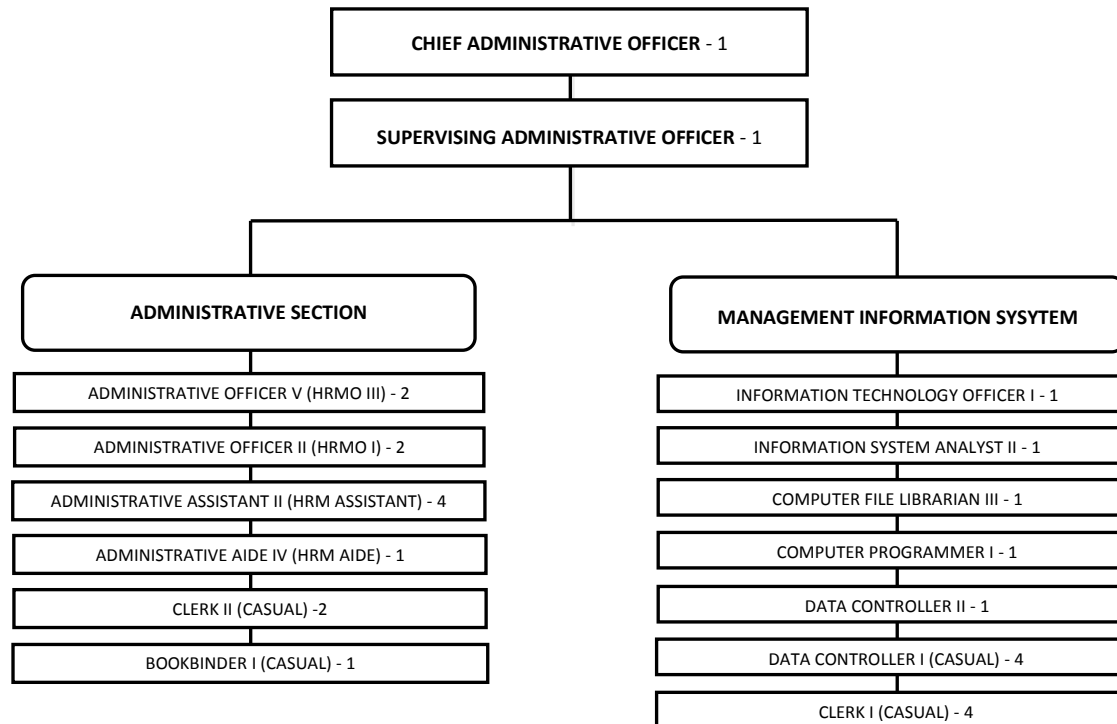 CHIEF ADMINISTRATIVE OFFICER - 1
SUPERVISING ADMINISTRATIVE OFFICER - 1
ADMINISTRATIVE SECTION
ADMINISTRATIVE OFFICER V (HRMO III) - 2
ADMINISTRATIVE OFFICER II (HRMO I) - 2
ADMINISTRATIVE ASSISTANT II (HRM ASSISTANT) - 4
ADMINISTRATIVE AIDE IV (HRM AIDE) - 1
CLERK II (CASUAL) -2
BOOKBINDER I (CASUAL) - 1
MANAGEMENT INFORMATION SYSYTEM
INFORMATION TECHNOLOGY OFFICER I - 1
INFORMATION SYSTEM ANALYST II - 1
COMPUTER FILE LIBRARIAN III - 1
COMPUTER PROGRAMMER I - 1
DATA CONTROLLER II - 1
DATA CONTROLLER I (CASUAL) - 4
CLERK I (CASUAL) - 4